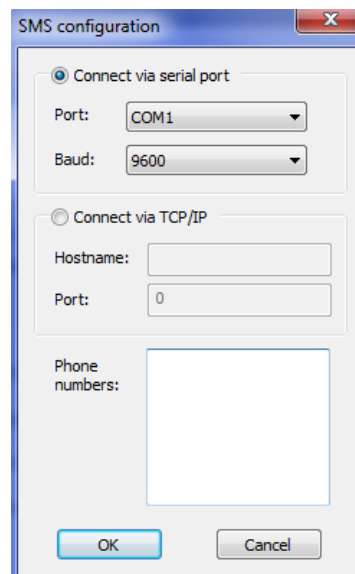 SMS configuration
Connect via serial port
Port: COM1
Baud: 9600
Connect via TCP/IP
Hostname:
Port: 0
Phone
numbers:
OK Cancel